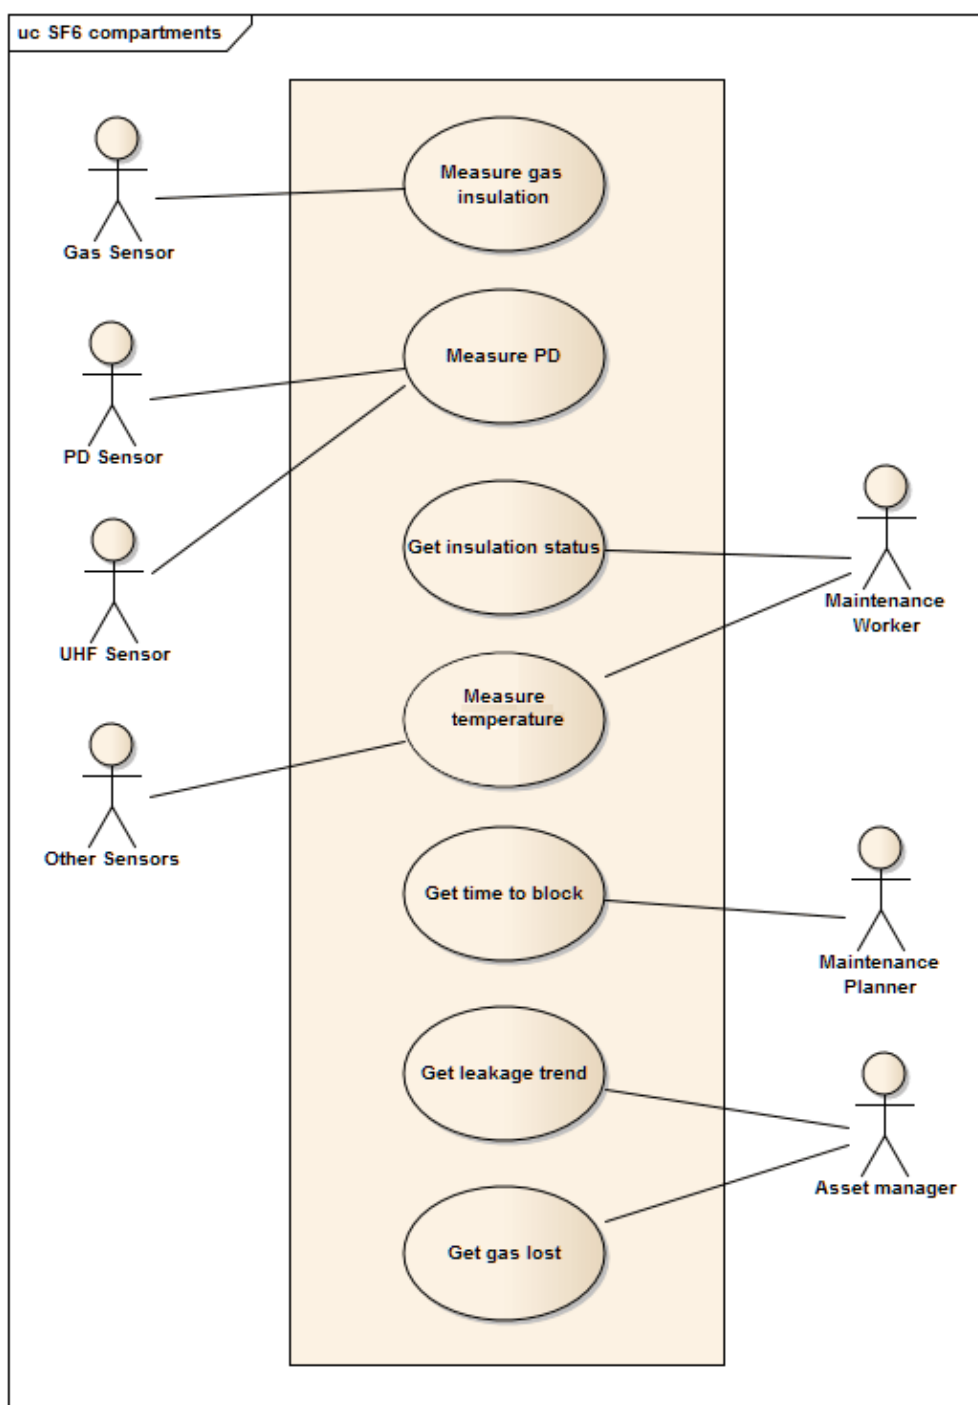 uc SF6 compartments
Measure gas
insulation
Gas Sensor
Measure PD
PD Sensor
Get insulation status
Maintenance
Worker
UHF Sensor
Measure
temperature
Other Sensors
Get time to block
Maintenance
Planner
Get leakage trend
Asset manager
Get gas lost